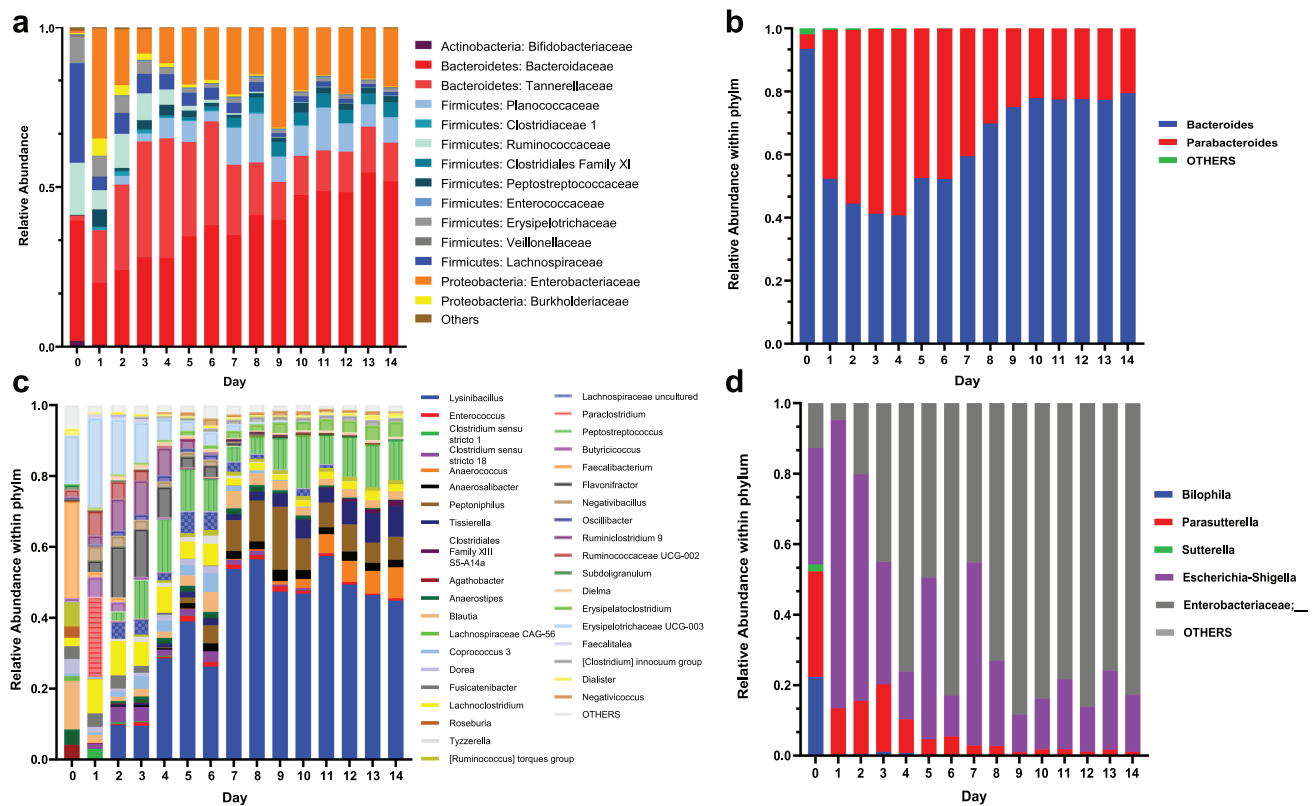 a
1.0
0.5
0.0
Relative Abundance
0 1 2 3 4 5 6 7 8 9 10 11 12 13 14
Day
Actinobacteria: Bifidobacteriaceae
Bacteroidetes: Bacteroidaceae
Bacteroidetes: Tannerellaceae
Firmicutes: Planococcaceae
Firmicutes: Clostridiaceae 1
Firmicutes: Ruminococcaceae
Firmicutes: Clostridiales Family XI
Firmicutes: Peptostreptococcaceae
Firmicutes: Enterococcaceae
Firmicutes: Erysipelotrichaceae
Firmicutes: Veillonellaceae
Firmicutes: Lachnospiraceae
Proteobacteria: Enterobacteriaceae
Proteobacteria: Burkholderiaceae
Others
b
1.0
0.8
0.6
0.4
0.2
0.0
Relative Abundance within phylm
0 1 2 3 4 5 6 7 8 9 10 11 12 13 14
Day
Bacteroides
Parabacteroides
OTHERS
c
1.0
0.8
0.6
0.4
0.2
0.0
Relative Abundance within phylm
0 1 2 3 4 5 6 7 8 9 10 11 12 13 14
Day
Lysinibacillus
Enterococcus
Clostridium sensu
stricto 1
Clostridium sensu
stricto 18
Anaerococcus
Anaerosalibacter
Peptoniphilus
Tissierella
Clostridiales
Family XIII
S5-A14a
Agathobacter
Anaerostipes
Blautia
Lachnospiraceae CAG-56
Coprococcus 3
Dorea
Fusicatenibacter
Lachnoclostridium
Roseburia
Tyzzerella
[Ruminococcus] torques group
Lachnospiraceae uncultured
Paraclostridium
Peptostreptococcus
Butyricicoccus
Faecalibacterium
Flavonifractor
Negativibacillus
Oscillibacter
Ruminiclostridium 9
Ruminococcaceae UCG-002
Subdoligranulum
Dielma
Erysipelatoclostridium
Erysipelotrichaceae UCG-003
Faecalitalea
[Clostridium] innocuum group
Dialister
Negativicoccus
OTHERS
d
1.0
0.8
0.6
0.4
0.2
0.0
Relative Abundance within phylum
0 1 2 3 4 5 6 7 8 9 10 11 12 13 14
Day
Bilophila
Parasutterella
Sutterella
Escherichia-Shigella
Enterobacteriaceae;__
OTHERS